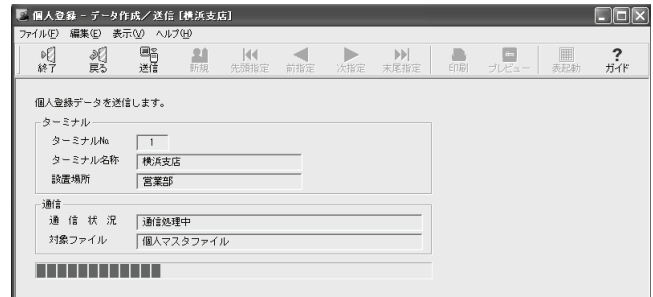 個人登録 - データ作成／送信 [横浜支店]
ファイル(F) 編集(E) 表示(V) ヘルプ(H)
終了 戻る 送信 新規 先頭指定 前指定 次指定 末尾指定 印刷 プレビュー 表起動 ガイド
個人登録データを送信します。
ターミナル
ターミナルNo. 1
ターミナル名称 横浜支店
設置場所 営業部
通信
通信状況 通信処理中
対象ファイル 個人マスタファイル